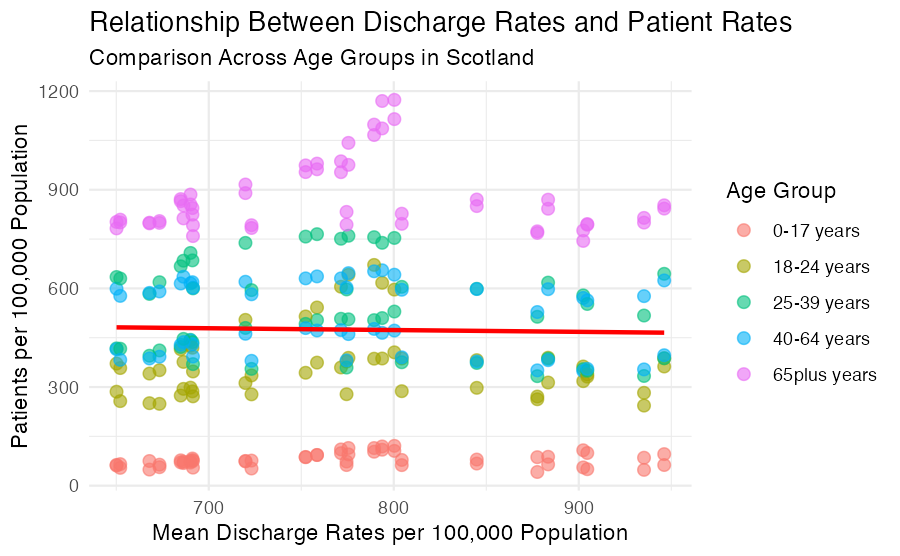 Relationship Between Discharge Rates and Patient Rates
Comparison Across Age Groups in Scotland
1200
900
600
300
0
Patients per 100,000 Population
700
800
900
Mean Discharge Rates per 100,000 Population
Age Group
0-17 years
18-24 years
25-39 years
40-64 years
65plus years